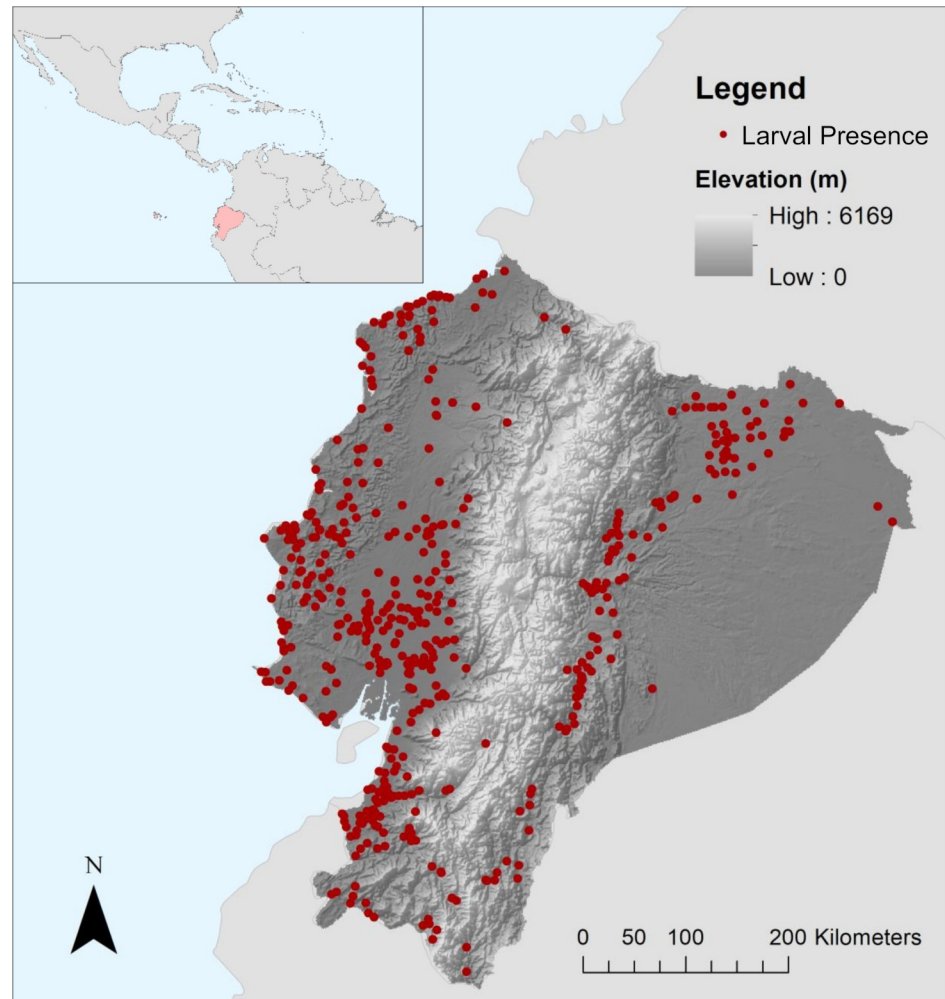 Legend
Larval Presence
Elevation (m)
High : 6169
Low : 0
N
0 50 100 200 Kilometers